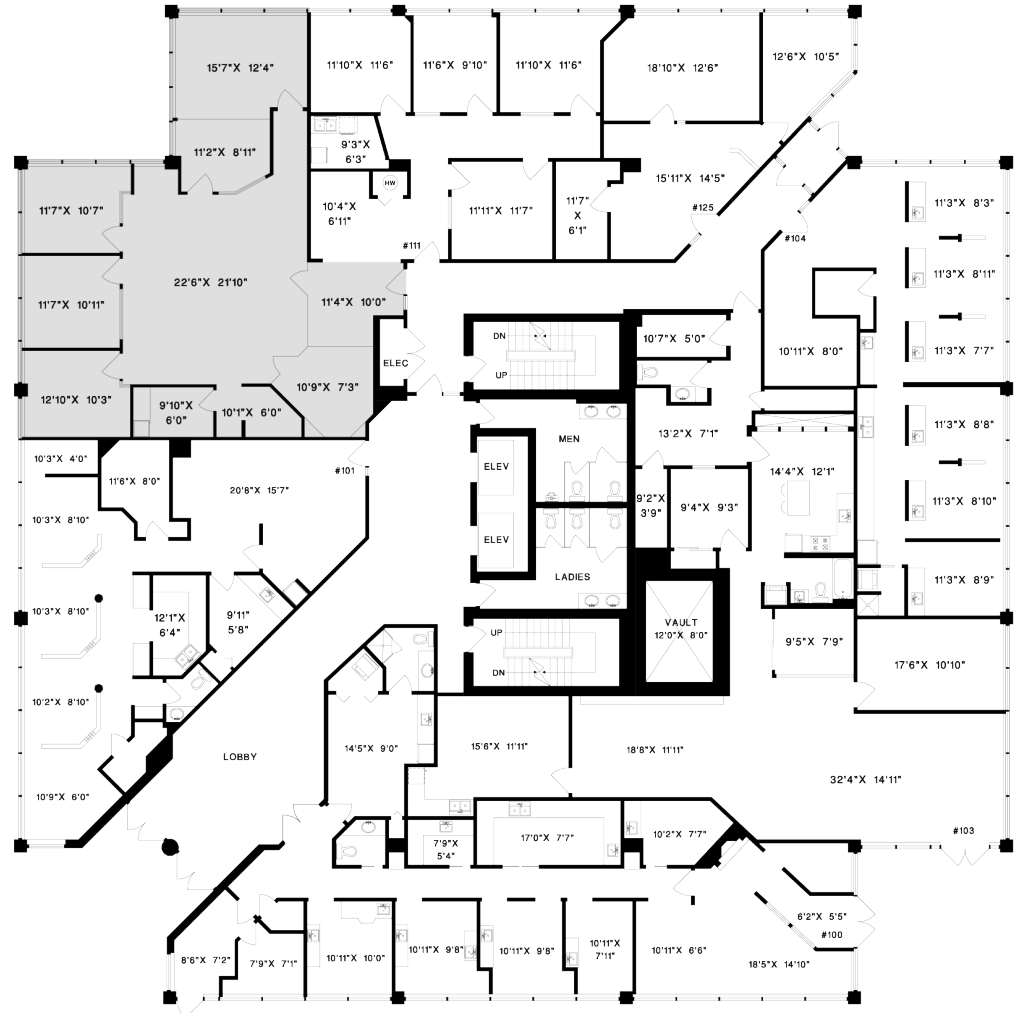 15'7"X 12'4"
11'10"X 11'6"
11'6"X 9'10"
11'10"X 11'6"
18'10"X 12'6"
12'6"X 10'5"
11'2"X 8'11"
9'3"X
6'3"
HW
11'7"X 10'7"
10'4"X
6'11"
11'11"X 11'7"
11'7"
X
6'1"
15'11"X 14'5"
#125
#111
#104
11'3"X 8'3"
11'3"X 8'11"
11'3"X 7'7"
22'6"X 21'10"
11'7"X 10'11"
11'4"X 10'0"
ELEC
DN
UP
10'7"X 5'0"
10'11"X 8'0"
12'10"X 10'3"
9'10"X
6'0"
10'1"X 6'0"
10'9"X 7'3"
MEN
13'2"X 7'1"
11'3"X 8'8"
10'3"X 4'0"
11'6"X 8'0"
20'8"X 15'7"
#101
ELEV
ELEV
9'2"X
3'9"
9'4"X 9'3"
14'4"X 12'1"
11'3"X 8'10"
10'3"X 8'10"
LADIES
11'3"X 8'9"
10'3"X 8'10"
12'1"X
6'4"
9'11"
5'8"
UP
DN
VAULT
12'0"X 8'0"
9'5"X 7'9"
17'6"X 10'10"
10'2"X 8'10"
LOBBY
14'5"X 9'0"
15'6"X 11'11"
18'8"X 11'11"
32'4"X 14'11"
10'9"X 6'0"
7'9"X
5'4"
17'0"X 7'7"
10'2"X 7'7"
#103
6'2"X 5'5"
#100
8'6"X 7'2"
7'9"X 7'1"
10'11"X 10'0"
10'11"X 9'8"
10'11"X 9'8"
10'11"X
7'11"
10'11"X 6'6"
18'5"X 14'10"